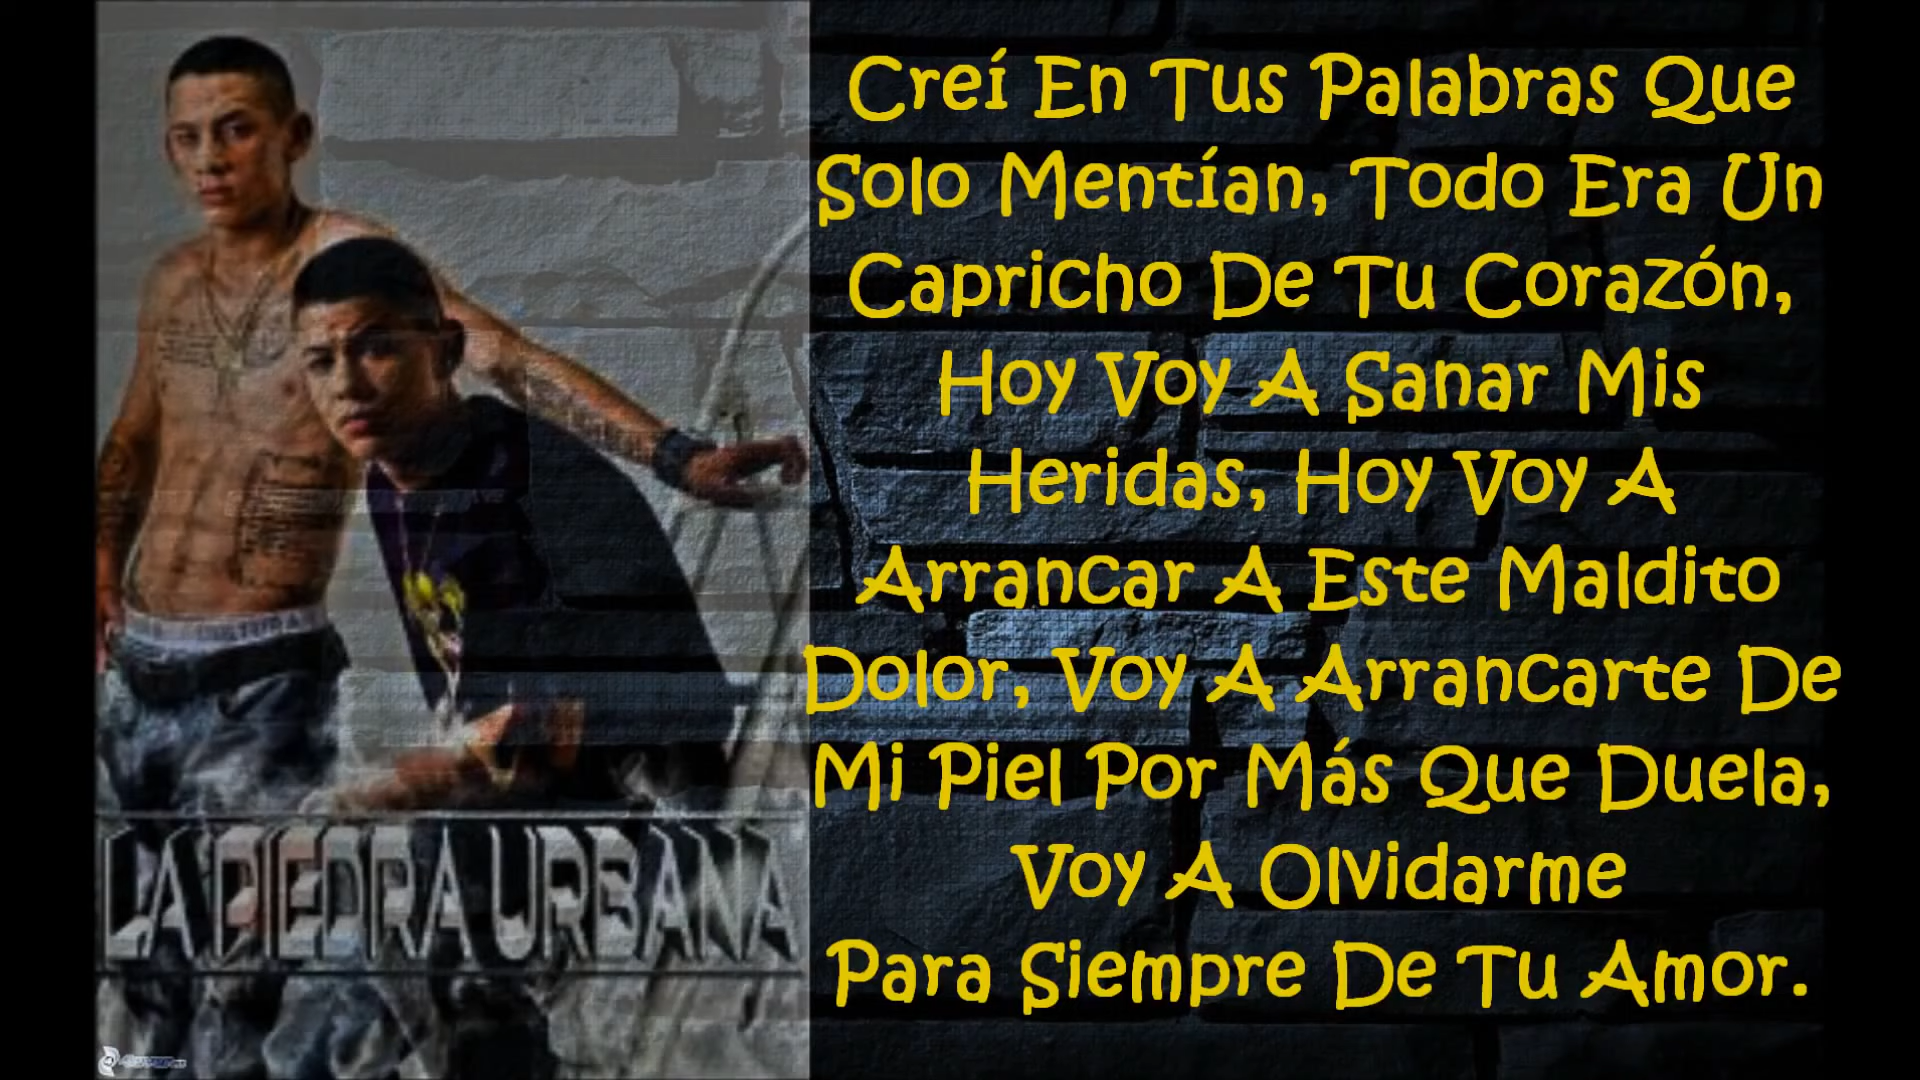 Creí En Tus Palabras Que
Solo Mentían, Todo Era Un
Capricho De Tu Corazón,
Hoy Voy A Sanar Mis
Heridas, Hoy Voy A
Arrancar A Este Maldito
Dolor, Voy A Arrancarte De
Mi Piel Por Más Que Duela,
Voy A Olvidarme
Para Siempre De Tu Amor.
LA PIEDRA URBANA